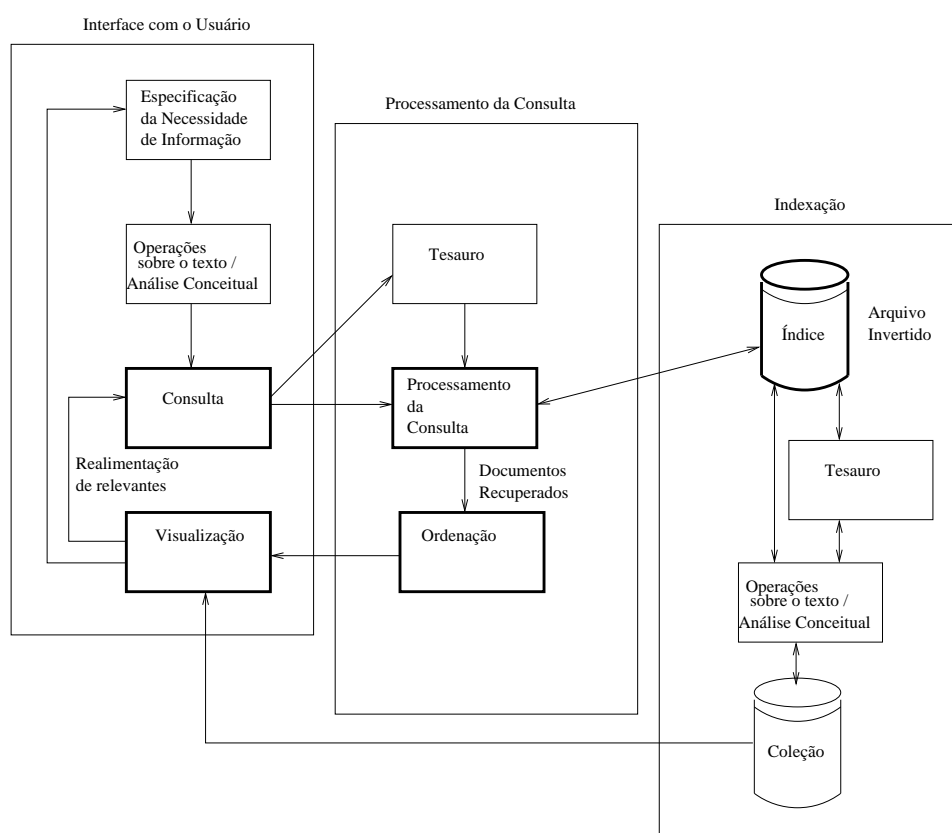 Interface com o Usuário
Especificação
da Necessidade
de Informação
Operações
sobre o texto /
Análise Conceitual
Consulta
Realimentação
de relevantes
Visualização
Processamento da Consulta
Tesauro
Processamento
da
Consulta
Documentos
Recuperados
Ordenação
Indexação
Índice
Arquivo
Invertido
Tesauro
Operações
sobre o texto /
Análise Conceitual
Coleção